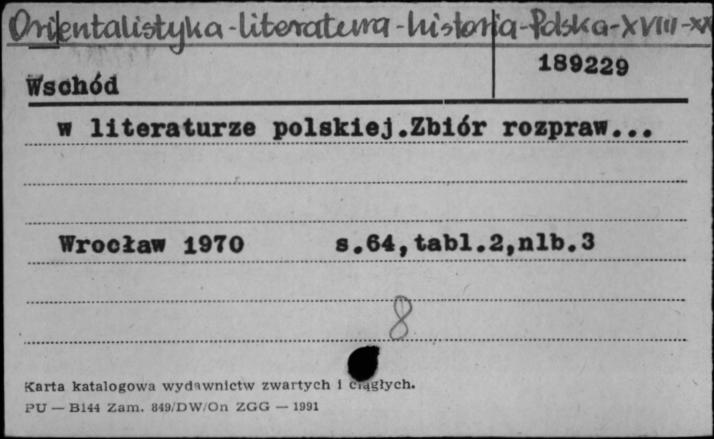 Orientalistyka-literatura-historia-Polska-XVIII-XX
189229
Wschód
w literaturze polskiej.Zbiór rozpraw...
Wrocław 1970 s.64,tabl.2,nlb.3
8
Karta katalogowa wydawnictw zwartych i ciągłych.
PU — B144 Zam. 849/DW/On ZGG — 1991